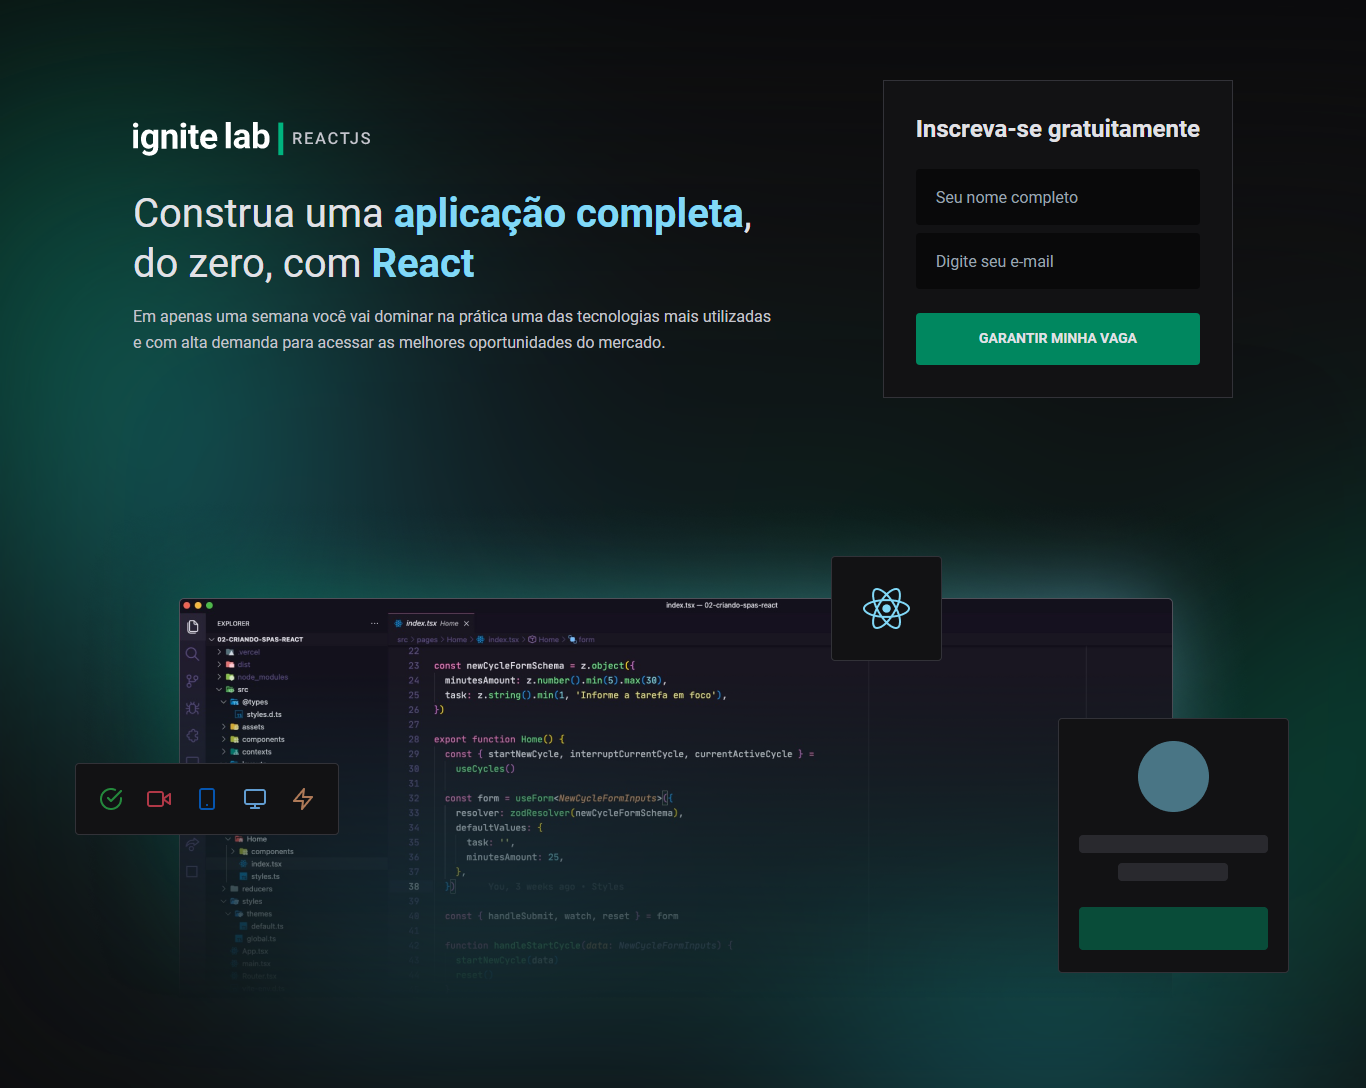 ignite lab | REACTJS
Construa uma aplicação completa,
do zero, com React
Em apenas uma semana você vai dominar na prática uma das tecnologias mais utilizadas
e com alta demanda para acessar as melhores oportunidades do mercado.
Inscreva-se gratuitamente
Seu nome completo
Digite seu e-mail
GARANTIR MINHA VAGA
index.tsx — 02-criando-spas-react
EXPLORER
02-CRIANDO-SPAS-REACT
.vercel
dist
node_modules
src
@types
styles.d.ts
assets
components
contexts
Home
components
index.tsx
styles.ts
reducers
styles
themes
default.ts
global.ts
App.tsx
main.tsx
index.tsx Home
src > pages > Home > index.tsx > Home > form
22
23 const newCycleFormSchema = z.object({
24 minutesAmount: z.number().min(5).max(30),
25 task: z.string().min(1, 'Informe a tarefa em foco'),
26 })
27
28 export function Home() {
29 const { startNewCycle, interruptCurrentCycle, currentActiveCycle } =
30 useCycles()
31
32 const form = useForm<NewCycleFormInputs>({
33 resolver: zodResolver(newCycleFormSchema),
34 defaultValues: {
35 task: '',
36 minutesAmount: 25,
37 },
38 }) You, 3 weeks ago • Styles
39
40 const { handleSubmit, watch, reset } = form
41
42 function handleStartCycle(data: NewCycleFormInputs) {
startNewCycle(data)
reset(